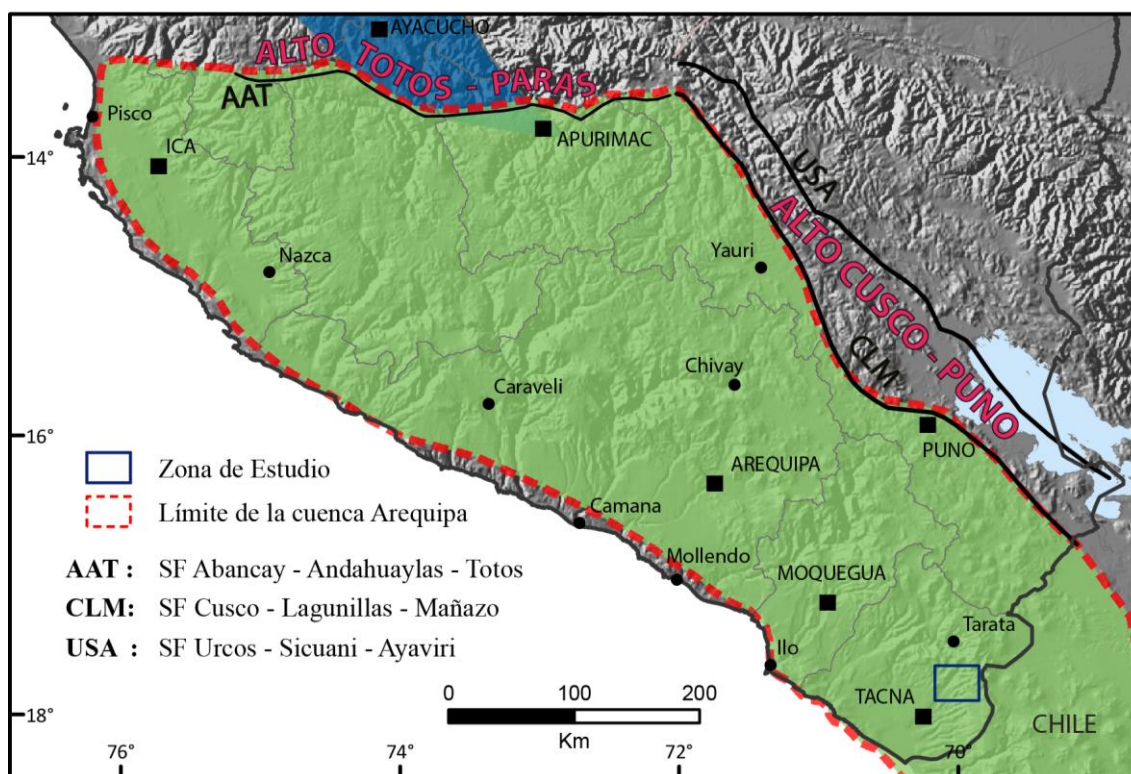 AYACUCHO
ALTO TOTOS - PARAS
AAT
Pisco
APURIMAC
ICA
14°
USA
ALTO CUSCO - PUNO
Yauri
Nazca
CLM
Chivay
Caraveli
16°
PUNO
Zona de Estudio
AREQUIPA
Límite de la cuenca Arequipa
Camana
Mollendo
AAT : SF Abancay - Andahuaylas - Totos
MOQUEGUA
CLM: SF Cusco - Lagunillas - Mañazo
Tarata
USA : SF Urcos - Sicuani - Ayaviri
Ilo
0 100 200
Km
TACNA
18°
CHILE
76° 74° 72° 70°